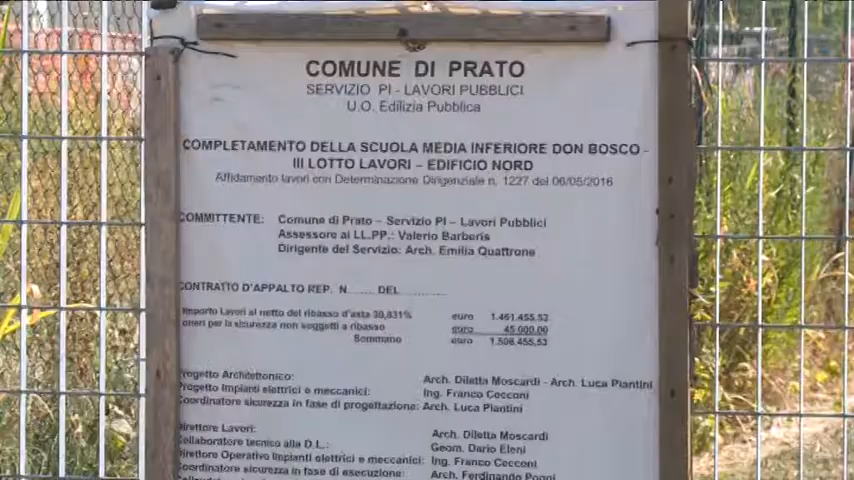 COMUNE DI PRATO
SERVIZIO PI - LAVORI PUBBLICI
U.O. Edilizia Pubblica
COMPLETAMENTO DELLA SCUOLA MEDIA INFERIORE DON BOSCO –
III LOTTO LAVORI – EDIFICIO NORD
Affidamento lavori con Determinazione Dirigenziale n. 1227 del 06/05/2016
COMMITTENTE: Comune di Prato – Servizio PI – Lavori Pubblici
Assessore ai LL.PP.: Valerio Barberis
Dirigente del Servizio: Arch. Emilia Quattrone
CONTRATTO D'APPALTO REP. N........ DEL............
Importo Lavori al netto del ribasso d'asta 30,831% euro 1.461.455,53
oneri per la sicurezza non soggetti a ribasso euro 45.000,00
Sommano euro 1.506.455,53
Progetto Architettonico: Arch. Diletta Moscardi - Arch. Luca Piantini
Progetto Impianti elettrici e meccanici: Ing. Franco Cecconi
Coordinatore sicurezza in fase di progettazione: Arch. Luca Piantini
Direttore Lavori: Arch. Diletta Moscardi
Collaboratore tecnico alla D.L.: Geom. Dario Eleni
Direttore Operativo Impianti elettrici e meccanici: Ing. Franco Cecconi
Coordinatore sicurezza in fase di esecuzione: Arch. Ferdinando Poggi